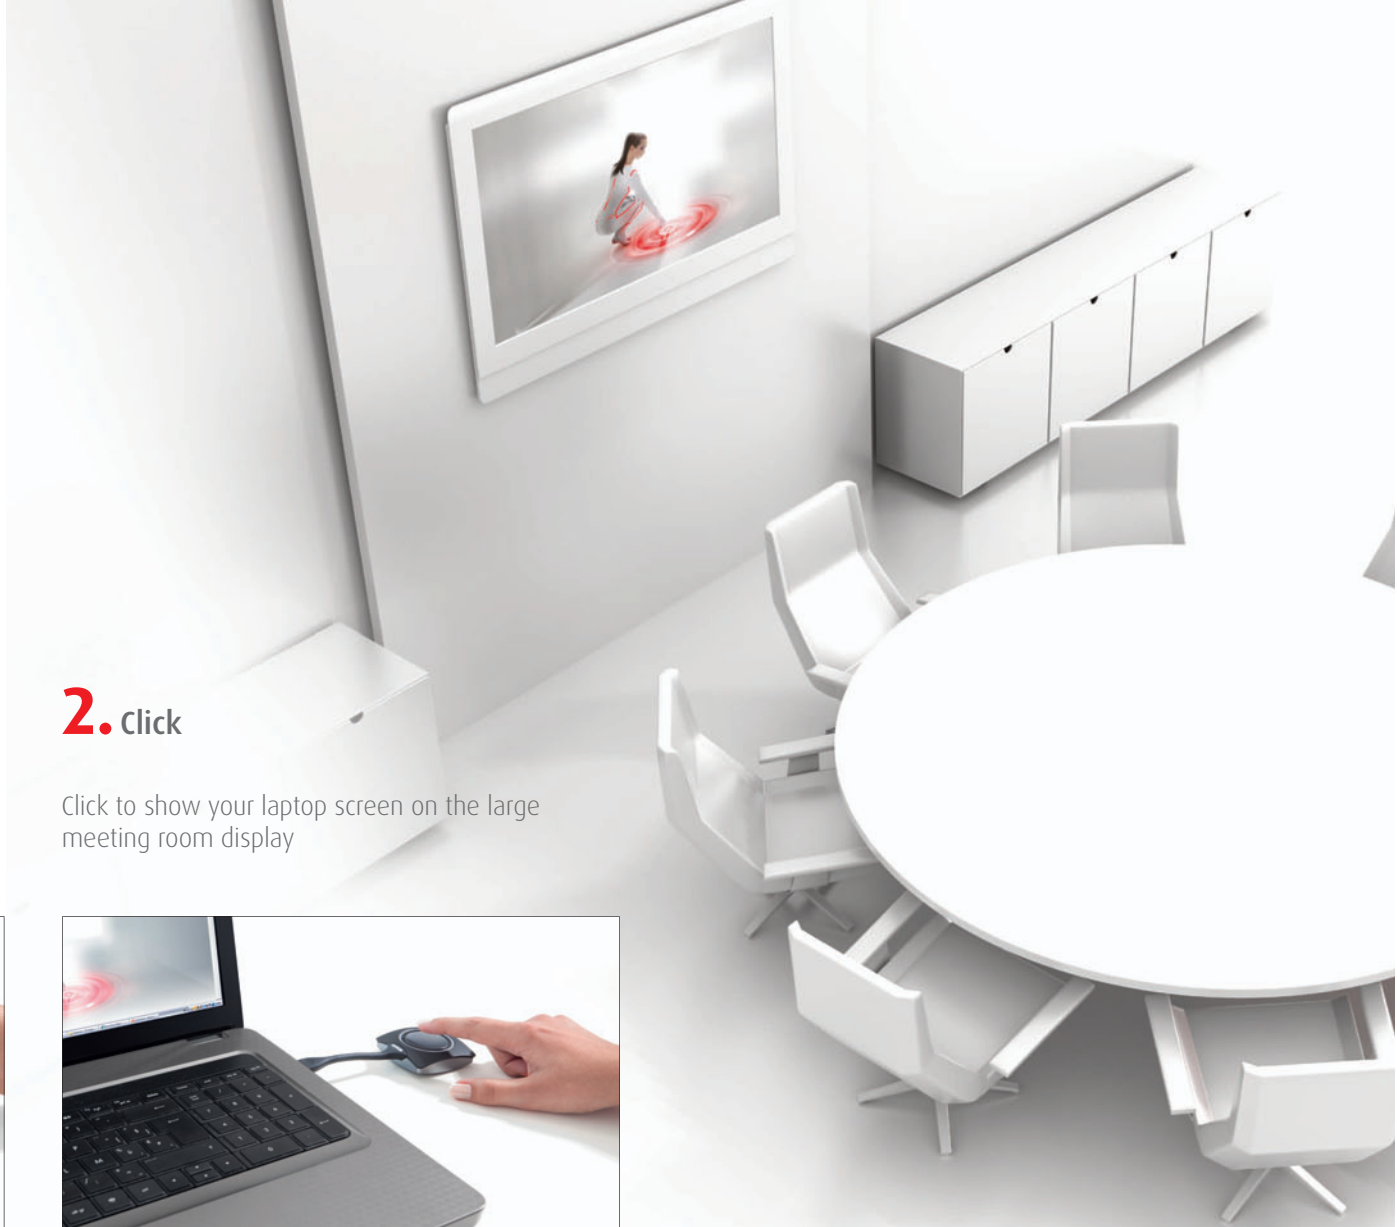 2. Click
Click to show your laptop screen on the large
meeting room display